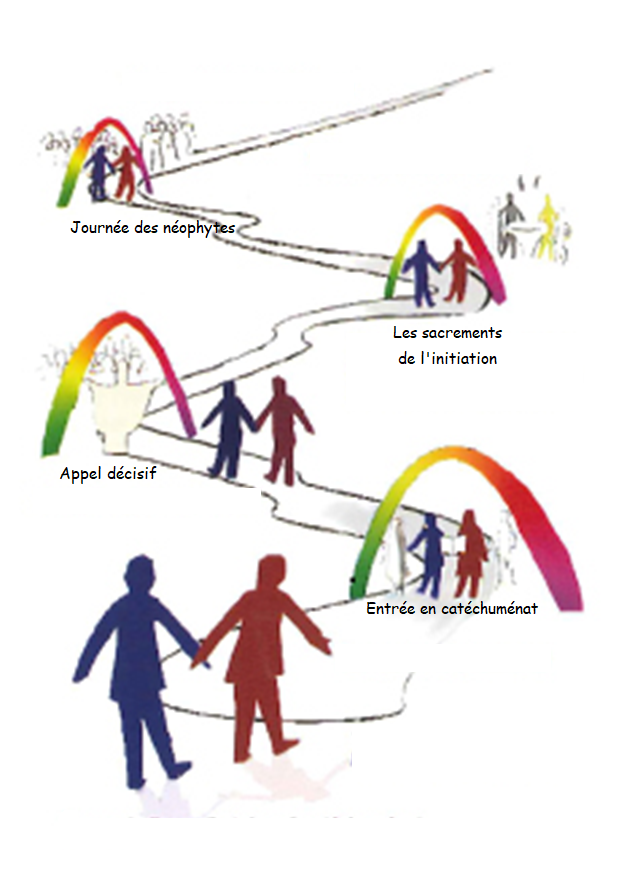 Journée des néophytes
Les sacrements
de l'initiation
Appel décisif
Entrée en catéchuménat